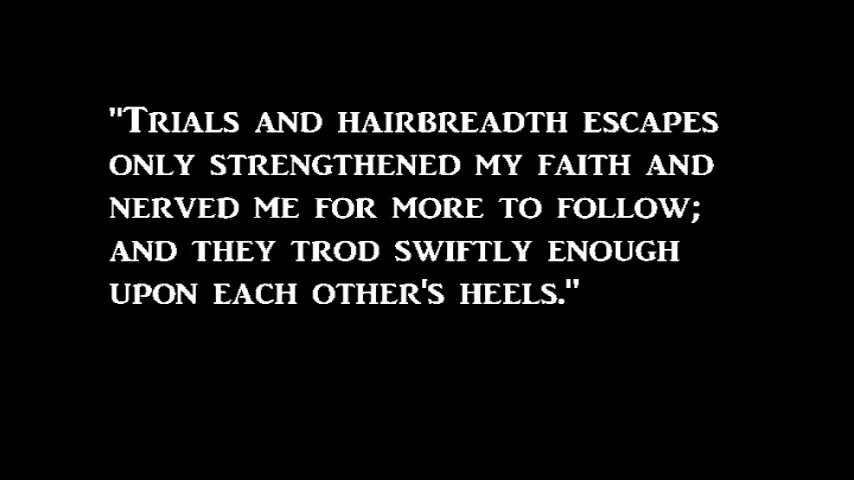 "Trials and hairbreadth escapes
only strengthened my faith and
nerved me for more to follow;
and they trod swiftly enough
upon each other's heels."